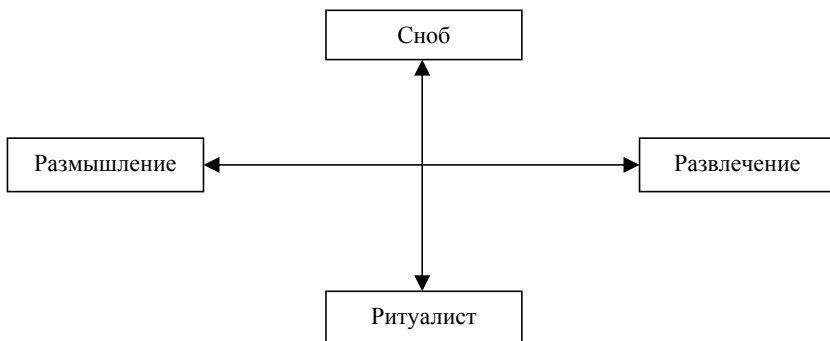 Сноб
Размышление
Развлечение
Ритуалист